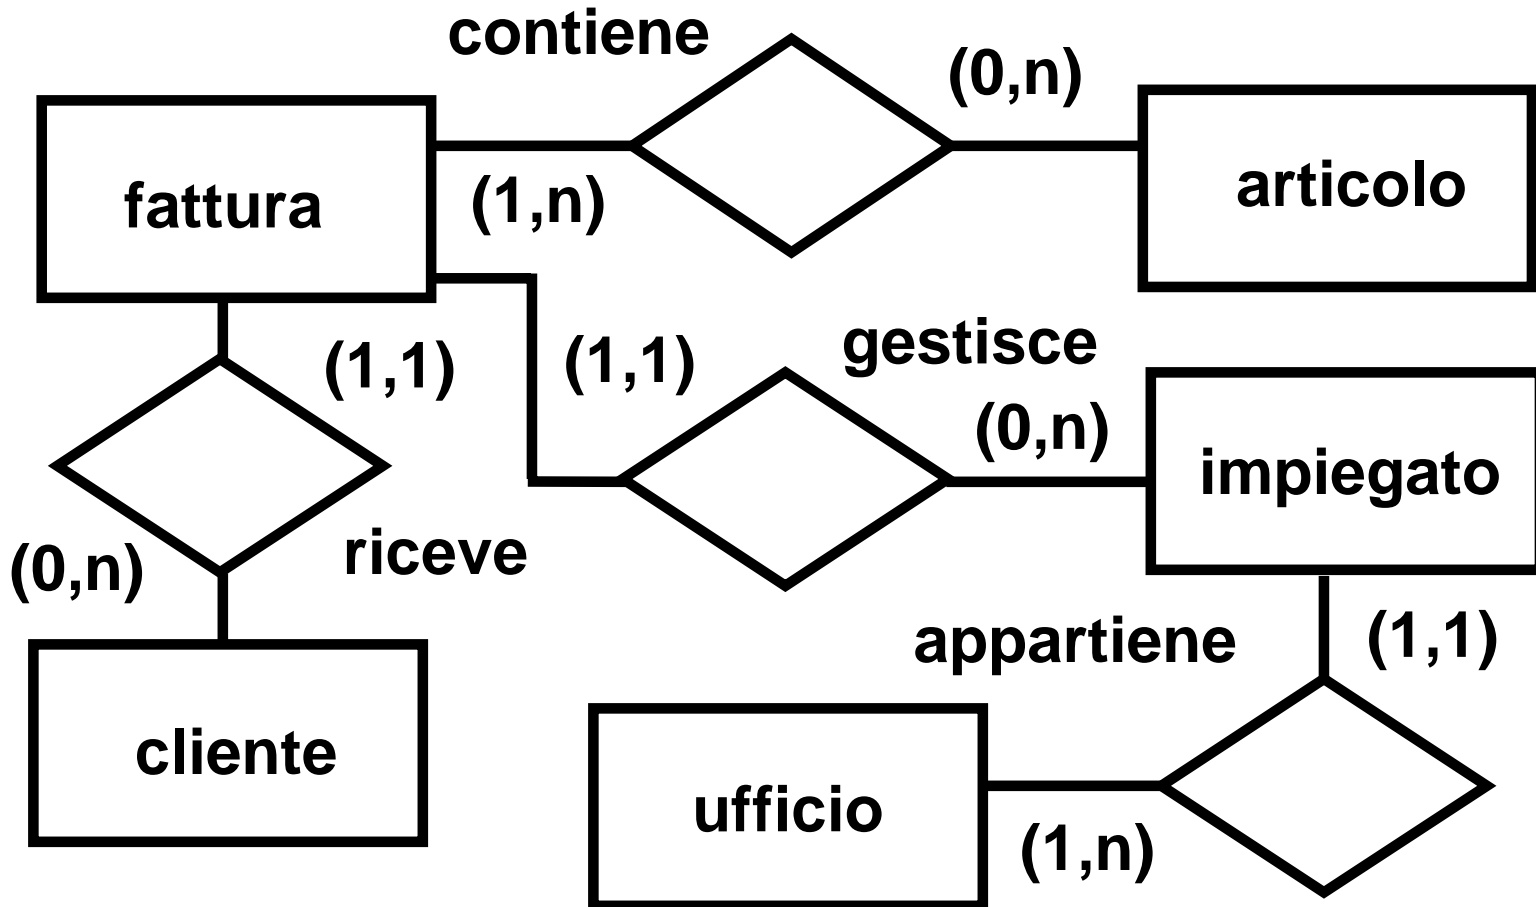 contiene
(0,n)
fattura
(1,n)
articolo
(1,1)
(1,1)
gestisce
(0,n)
impiegato
(0,n)
riceve
appartiene
(1,1)
cliente
ufficio
(1,n)